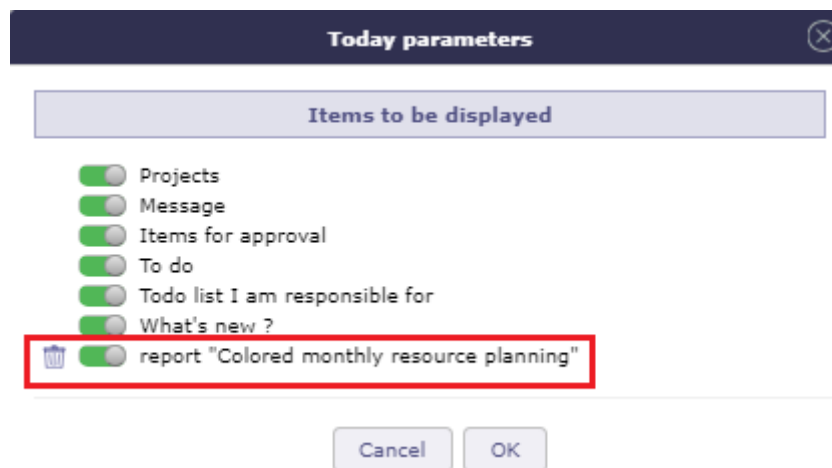 Today parameters
Items to be displayed
Projects
Message
Items for approval
To do
Todo list I am responsible for
What's new ?
report "Colored monthly resource planning"
Cancel OK